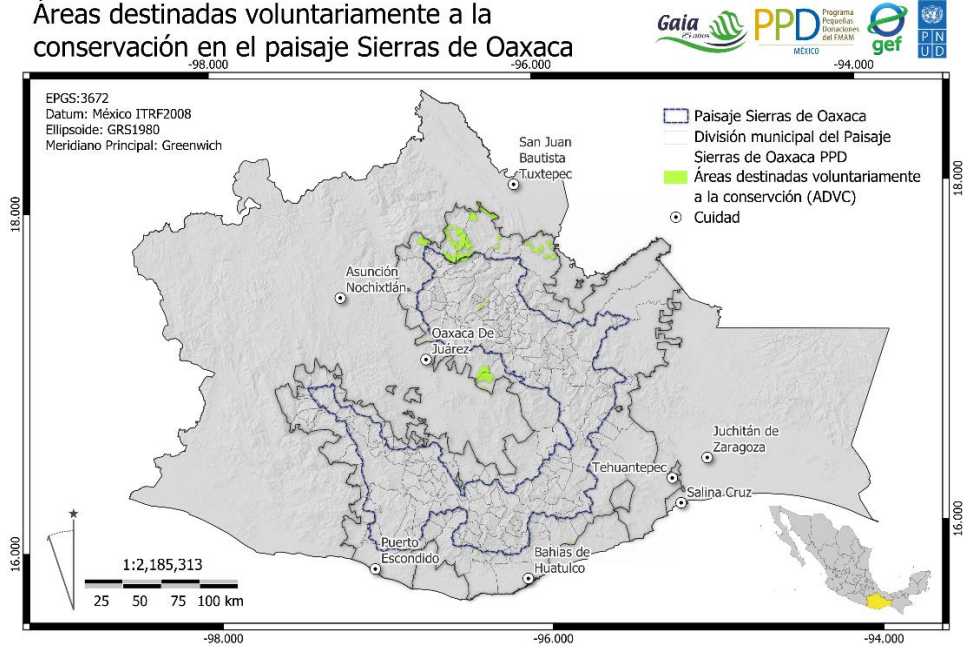 Áreas destinadas voluntariamente a la
conservación en el paisaje Sierras de Oaxaca
Gaia
25 años
PPD
MÉXICO
Programa
Pequeñas
Donaciones
del FMAM
gef
P N
U D
-98.000
-96.000
-94.000
EPGS:3672
Datum: México ITRF2008
Ellipsoide: GRS1980
Meridiano Principal: Greenwich
Paisaje Sierras de Oaxaca
División municipal del Paisaje
Sierras de Oaxaca PPD
Áreas destinadas voluntariamente
a la conservción (ADVC)
Cuidad
18.000
18.000
San Juan
Bautista
Tuxtepec
Asunción
Nochixtlán
Oaxaca De
Juárez
Juchitán de
Zaragoza
Tehuantepec
Salina Cruz
Puerto
Escondido
Bahias de
Huatulco
16.000
16.000
1:2,185,313
25 50 75 100 km
-98.000
-96.000
-94.000